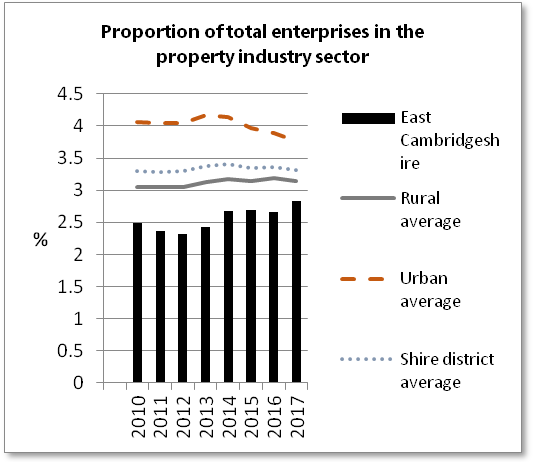 Proportion of total enterprises in the
property industry sector
4.5
4
3.5
3
2.5
2
1.5
1
0.5
0
%
2010
2011
2012
2013
2014
2015
2016
2017
East
Cambridgesh
ire
Rural
average
Urban
average
Shire district
average